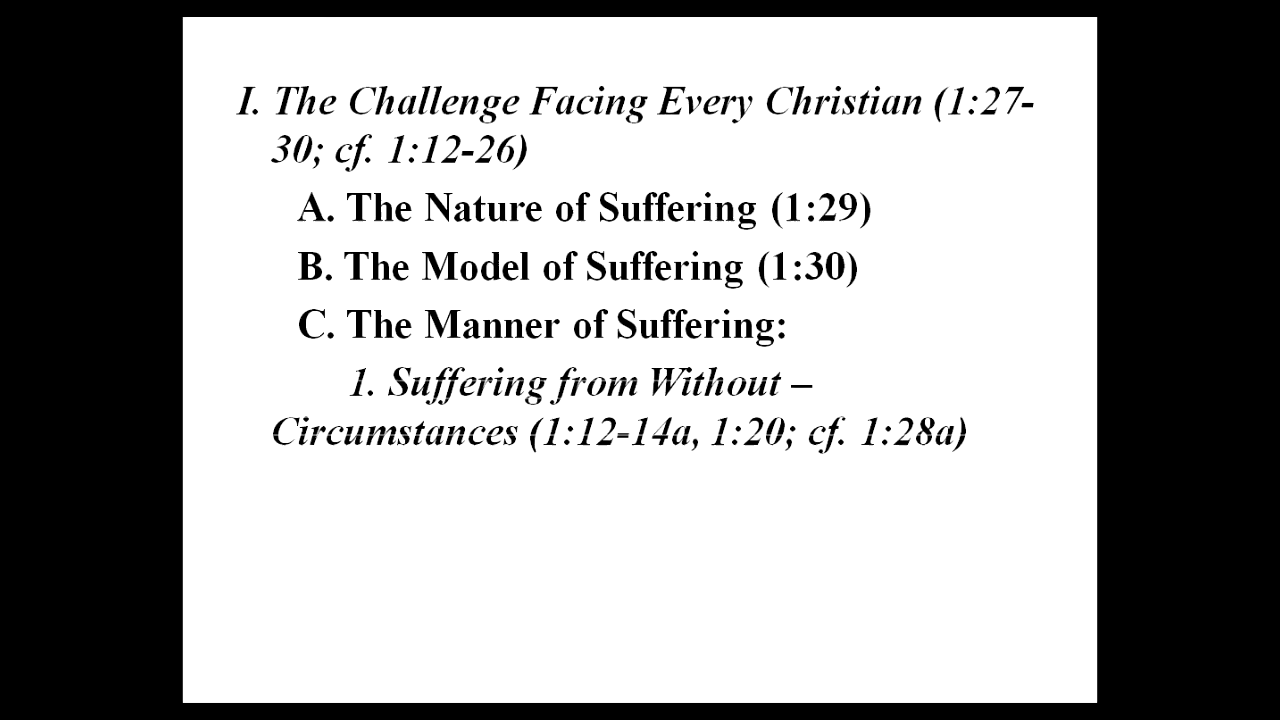 I. The Challenge Facing Every Christian (1:27-
30; cf. 1:12-26)
A. The Nature of Suffering (1:29)
B. The Model of Suffering (1:30)
C. The Manner of Suffering:
1. Suffering from Without –
Circumstances (1:12-14a, 1:20; cf. 1:28a)